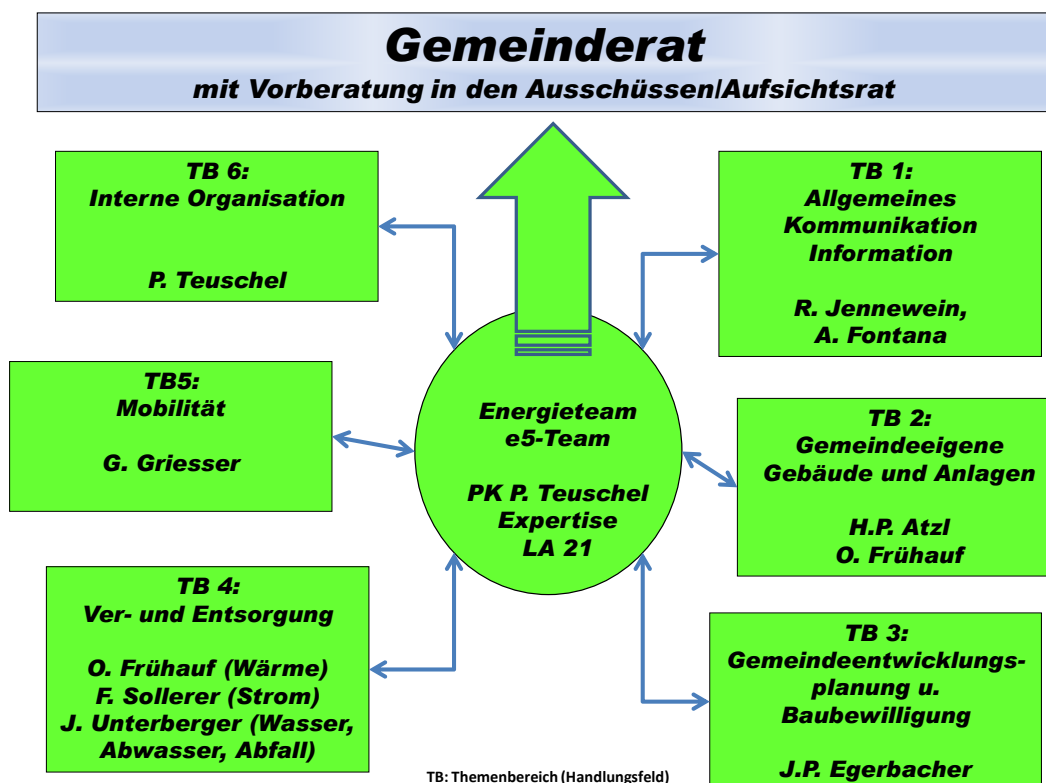 Gemeinderat
mit Vorberatung in den Ausschüssen/Aufsichtsrat
TB 6:
Interne Organisation
P. Teuschel
TB 1:
Allgemeines
Kommunikation
Information
R. Jennewein,
A. Fontana
TB5:
Mobilität
G. Griesser
Energieteam
e5-Team
PK P. Teuschel
Expertise
LA 21
TB 2:
Gemeindeeigene
Gebäude und Anlagen
H.P. Atzl
O. Frühauf
TB 4:
Ver- und Entsorgung
O. Frühauf (Wärme)
F. Sollerer (Strom)
J. Unterberger (Wasser,
Abwasser, Abfall)
TB 3:
Gemeindeentwicklungs-
planung u.
Baubewilligung
J.P. Egerbacher
TB: Themenbereich (Handlungsfeld)